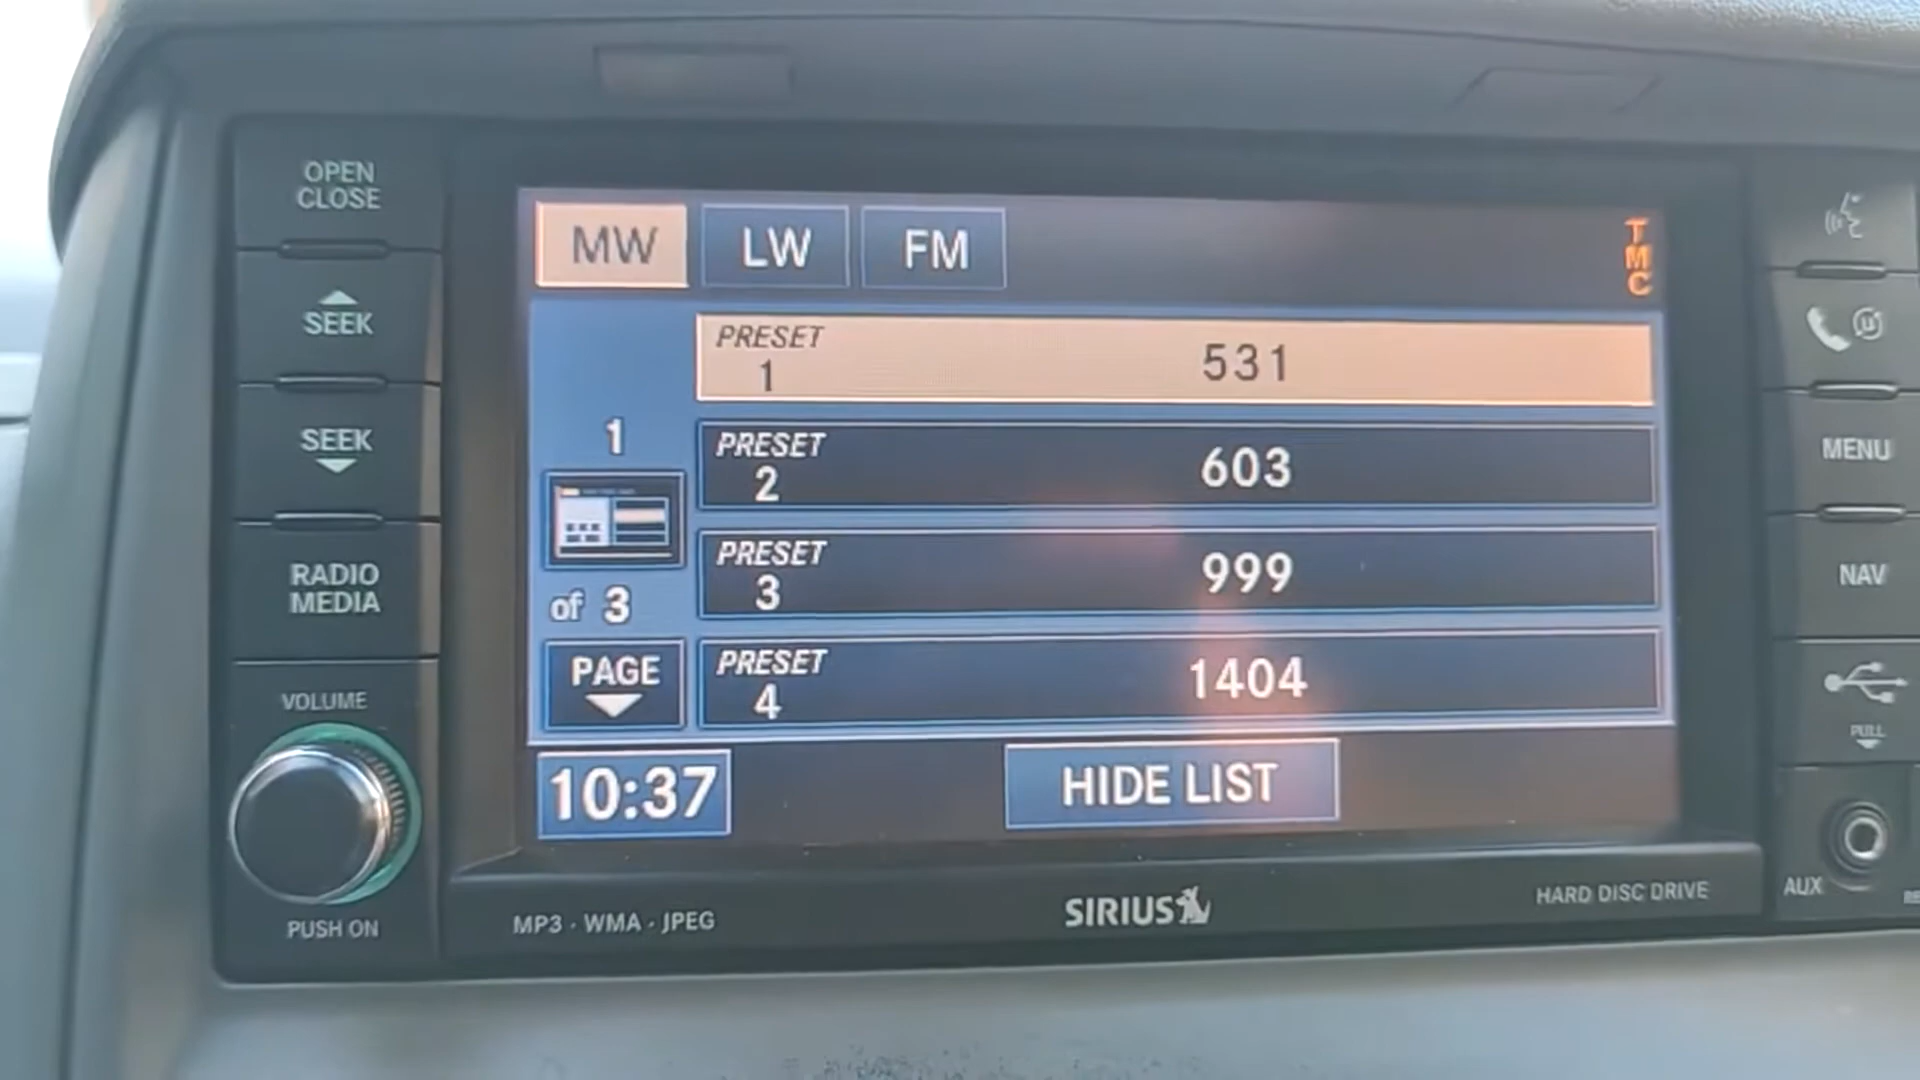 OPEN
CLOSE
SEEK
SEEK
RADIO
MEDIA
VOLUME
PUSH ON
MW
LW
FM
TMC
1
of 3
PAGE
PRESET
1
531
PRESET
2
603
PRESET
3
999
PRESET
4
1404
10:37
HIDE LIST
MP3 · WMA · JPEG
SIRIUS
HARD DISC DRIVE
MENU
NAV
PULL
AUX